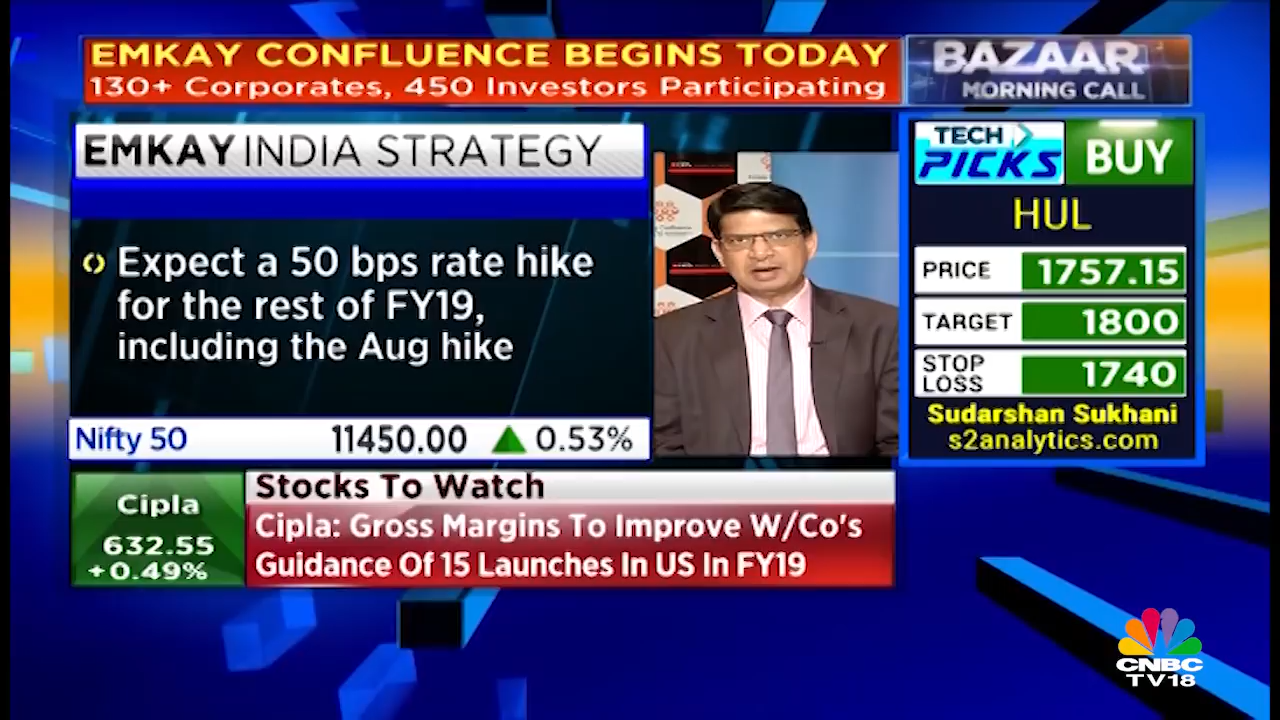 EMKAY CONFLUENCE BEGINS TODAY
130+ Corporates, 450 Investors Participating
BAZAAR
MORNING CALL
EMKAY INDIA STRATEGY
Expect a 50 bps rate hike
for the rest of FY19,
including the Aug hike
Nifty 50 11450.00 0.53%
TECH
PICKS
BUY
HUL
PRICE 1757.15
TARGET 1800
STOP
LOSS
1740
Sudarshan Sukhani
s2analytics.com
Cipla
632.55
+0.49%
Stocks To Watch
Cipla: Gross Margins To Improve W/Co's
Guidance Of 15 Launches In US In FY19
CNBC
TV18